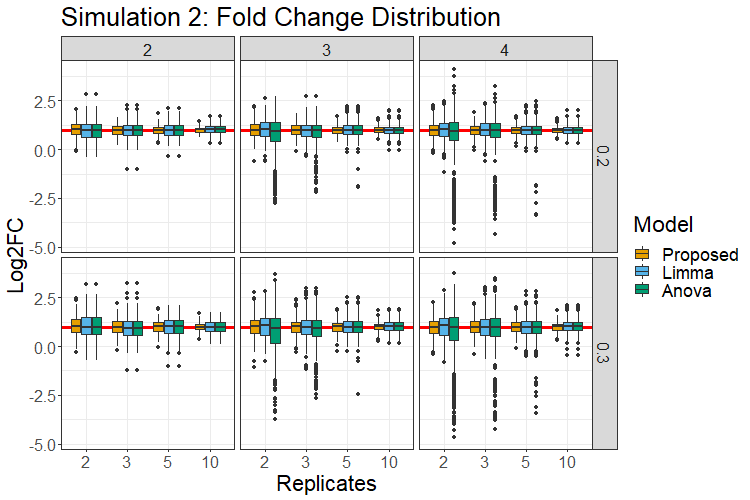 Simulation 2: Fold Change Distribution
2 3 4
2.5
0.0
-2.5
-5.0
0.2
2.5
0.0
-2.5
-5.0
0.3
Log2FC
2 3 5 10 2 3 5 10 2 3 5 10
Replicates
Model
Proposed
Limma
Anova